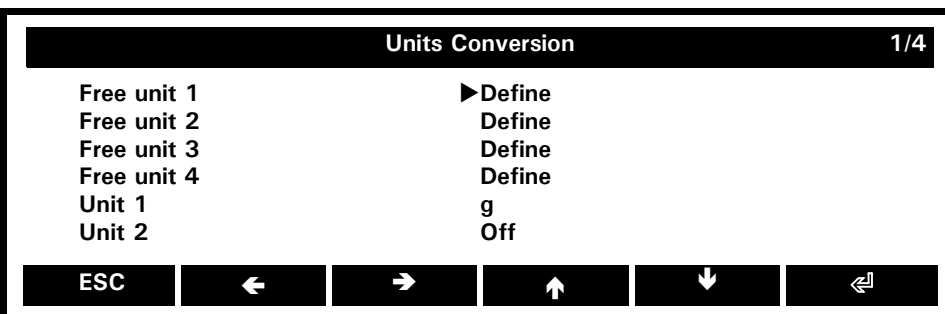 Units Conversion 1/4
Free unit 1 ▶Define
Free unit 2 Define
Free unit 3 Define
Free unit 4 Define
Unit 1 g
Unit 2 Off
ESC ← → ↑ ↓ ↵